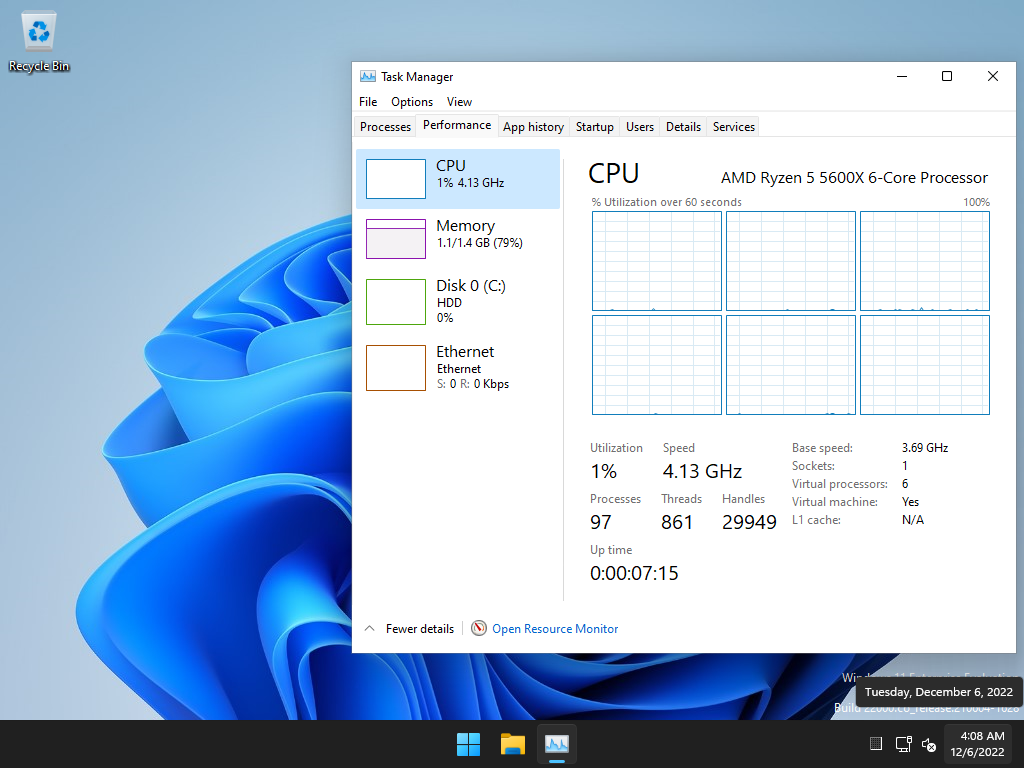 Recycle Bin
Task Manager
File Options View
Processes Performance App history Startup Users Details Services
CPU
1% 4.13 GHz
Memory
1.1/1.4 GB (79%)
Disk 0 (C:)
HDD
0%
Ethernet
Ethernet
S: 0 R: 0 Kbps
CPU AMD Ryzen 5 5600X 6-Core Processor
% Utilization over 60 seconds 100%
Utilization Speed
1% 4.13 GHz
Processes Threads Handles
97 861 29949
Up time
0:00:07:15
Base speed: 3.69 GHz
Sockets: 1
Virtual processors: 6
Virtual machine: Yes
L1 cache: N/A
Fewer details Open Resource Monitor
Tuesday, December 6, 2022
Build 22000.co_release.210604-1628
4:08 AM
12/6/2022